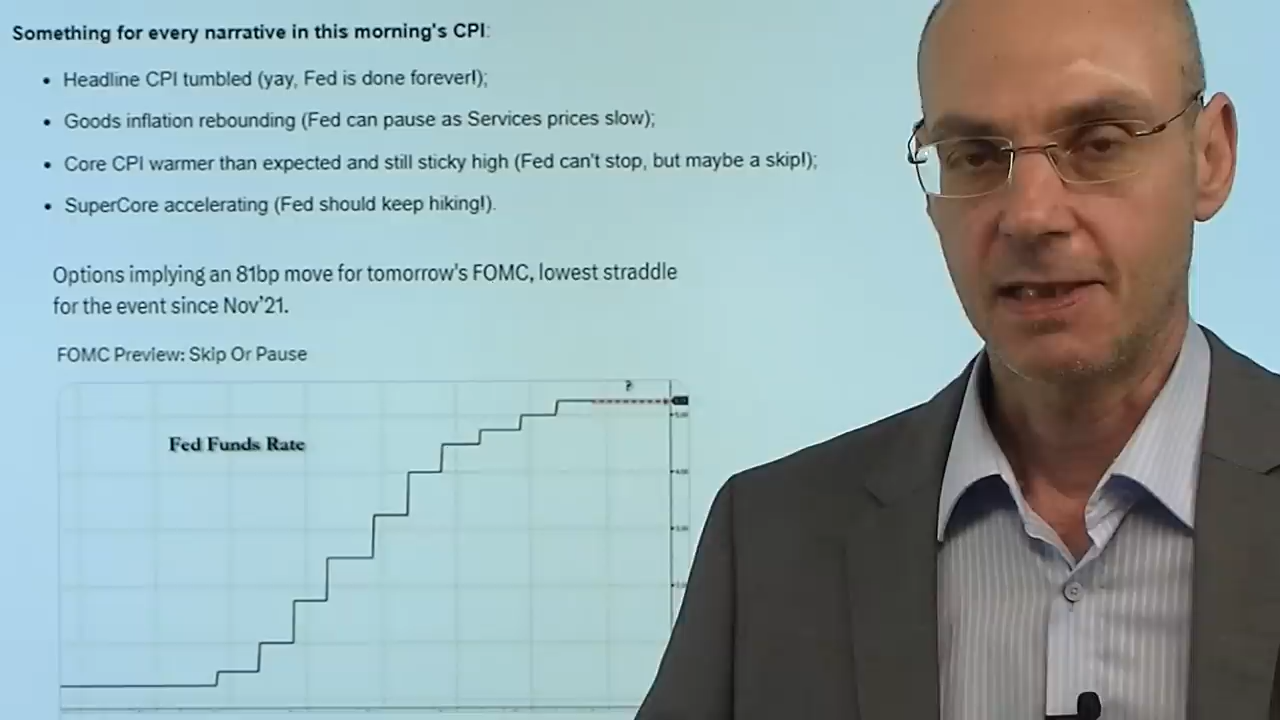 Something for every narrative in this morning's CPI:
• Headline CPI tumbled (yay, Fed is done forever!);
• Goods inflation rebounding (Fed can pause as Services prices slow);
• Core CPI warmer than expected and still sticky high (Fed can't stop, but maybe a skip!);
• SuperCore accelerating (Fed should keep hiking!).
Options implying an 81bp move for tomorrow's FOMC, lowest straddle
for the event since Nov'21.
FOMC Preview: Skip Or Pause
?
Fed Funds Rate